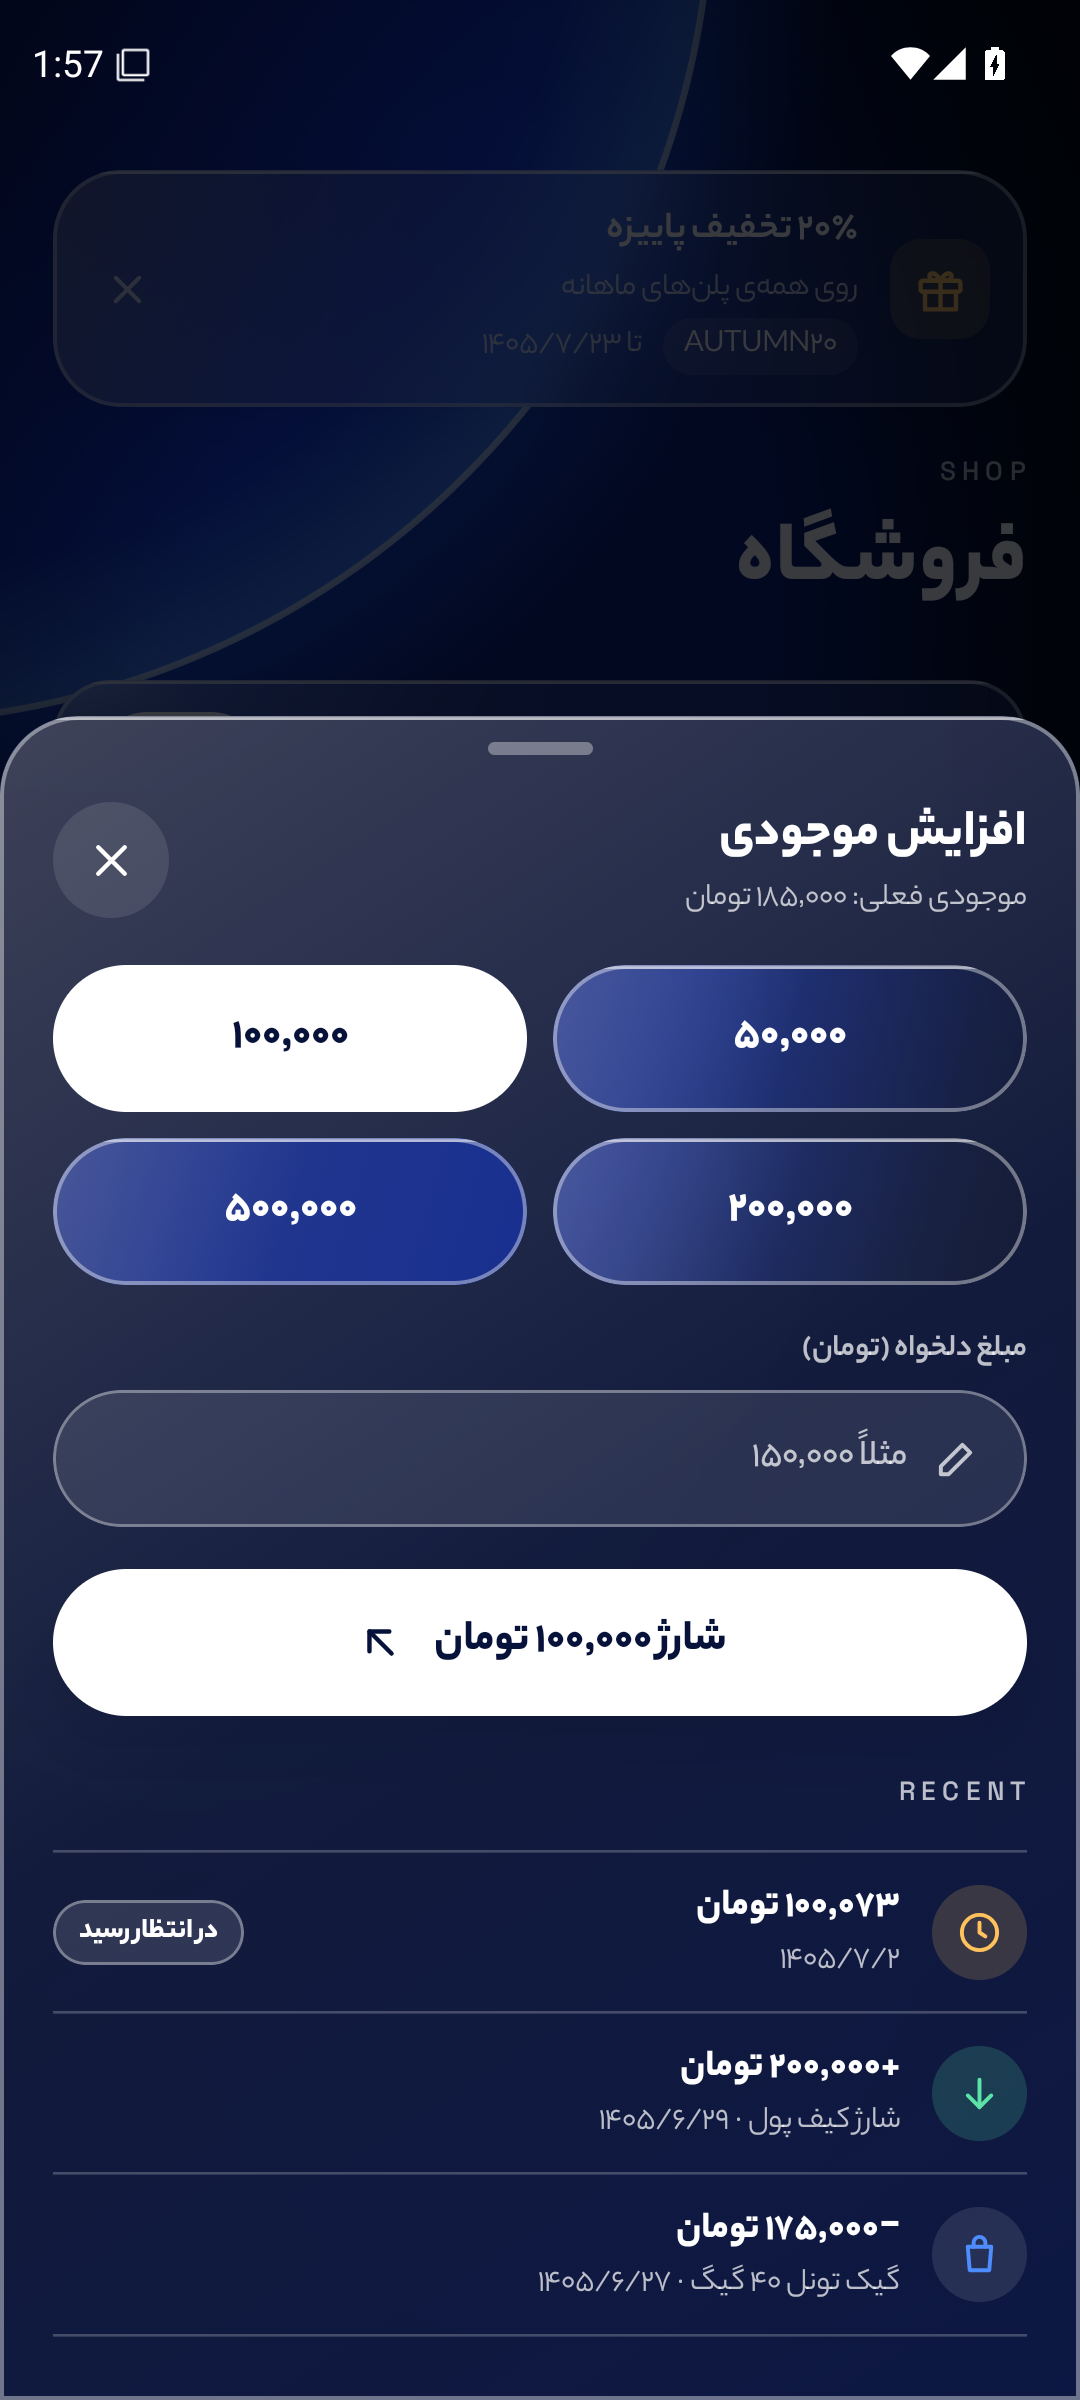 1:57
۲۰% تخفیف پاییزه
روی همه‌ی پلن‌های ماهانه
AUTUMN۲۰ تا ۱۴۰۵/۷/۲۳
SHOP
فروشگاه
افزایش موجودی
موجودی فعلی: ۱۸۵,۰۰۰ تومان
۵۰,۰۰۰
۱۰۰,۰۰۰
۲۰۰,۰۰۰
۵۰۰,۰۰۰
مبلغ دلخواه (تومان)
مثلاً ۱۵۰,۰۰۰
شارژ ۱۰۰,۰۰۰ تومان
RECENT
۱۰۰,۰۷۳ تومان
در انتظار رسید
۱۴۰۵/۷/۲
+۲۰۰,۰۰۰ تومان
شارژ کیف پول · ۱۴۰۵/۶/۲۹
−۱۷۵,۰۰۰ تومان
گیک تونل ۴۰ گیگ · ۱۴۰۵/۶/۲۷